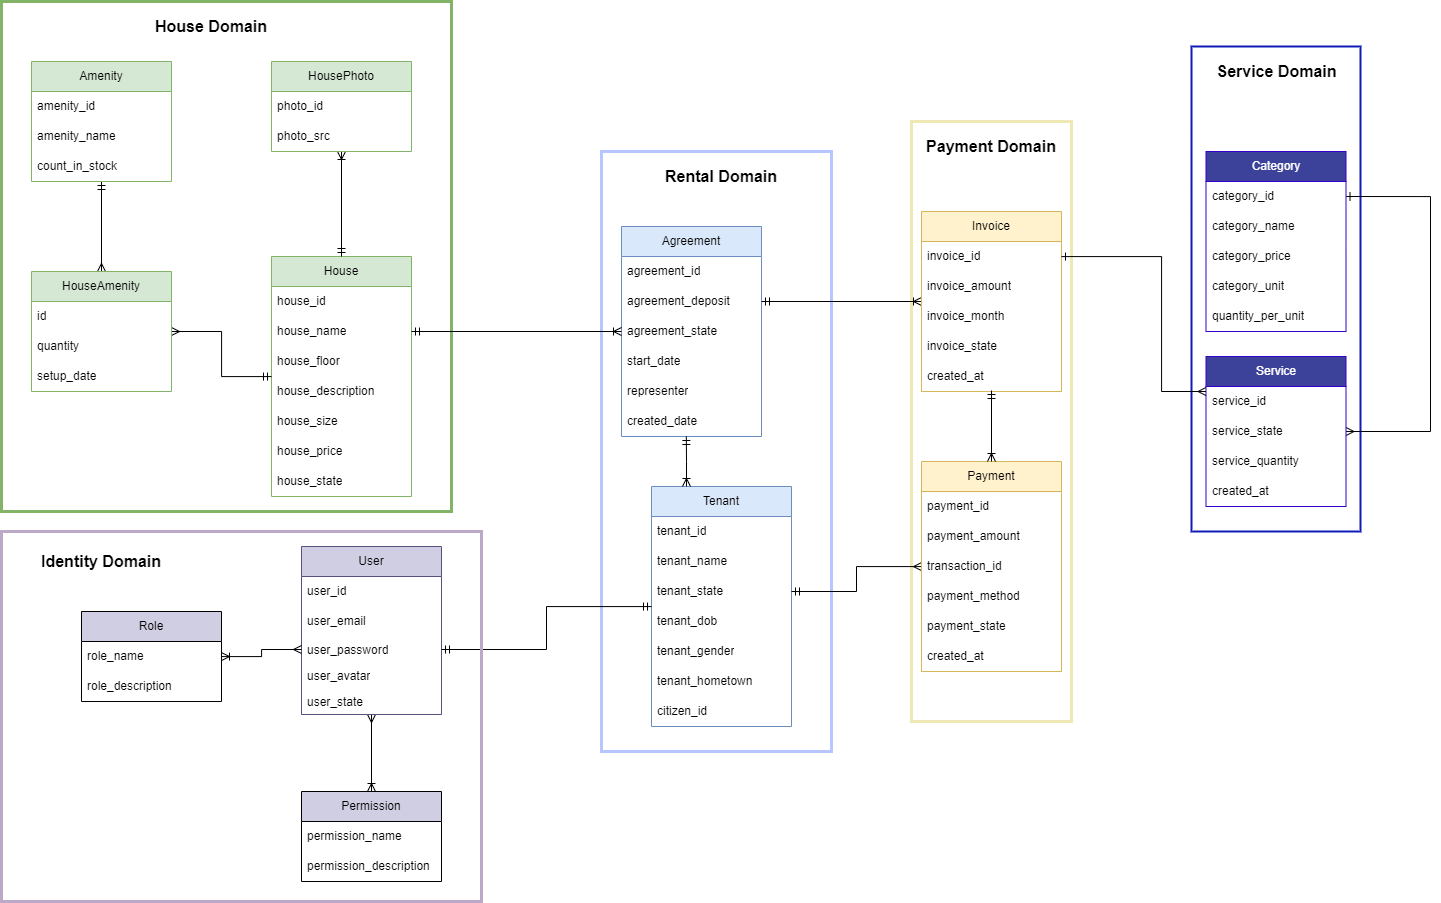 House Domain
Amenity
amenity_id
amenity_name
count_in_stock
HousePhoto
photo_id
photo_src
HouseAmenity
id
quantity
setup_date
House
house_id
house_name
house_floor
house_description
house_size
house_price
house_state
Identity Domain
User
user_id
user_email
user_password
user_avatar
user_state
Role
role_name
role_description
Permission
permission_name
permission_description
Rental Domain
Agreement
agreement_id
agreement_deposit
agreement_state
start_date
representer
created_date
Tenant
tenant_id
tenant_name
tenant_state
tenant_dob
tenant_gender
tenant_hometown
citizen_id
Payment Domain
Invoice
invoice_id
invoice_amount
invoice_month
invoice_state
created_at
Payment
payment_id
payment_amount
transaction_id
payment_method
payment_state
created_at
Service Domain
Category
category_id
category_name
category_price
category_unit
quantity_per_unit
Service
service_id
service_state
service_quantity
created_at